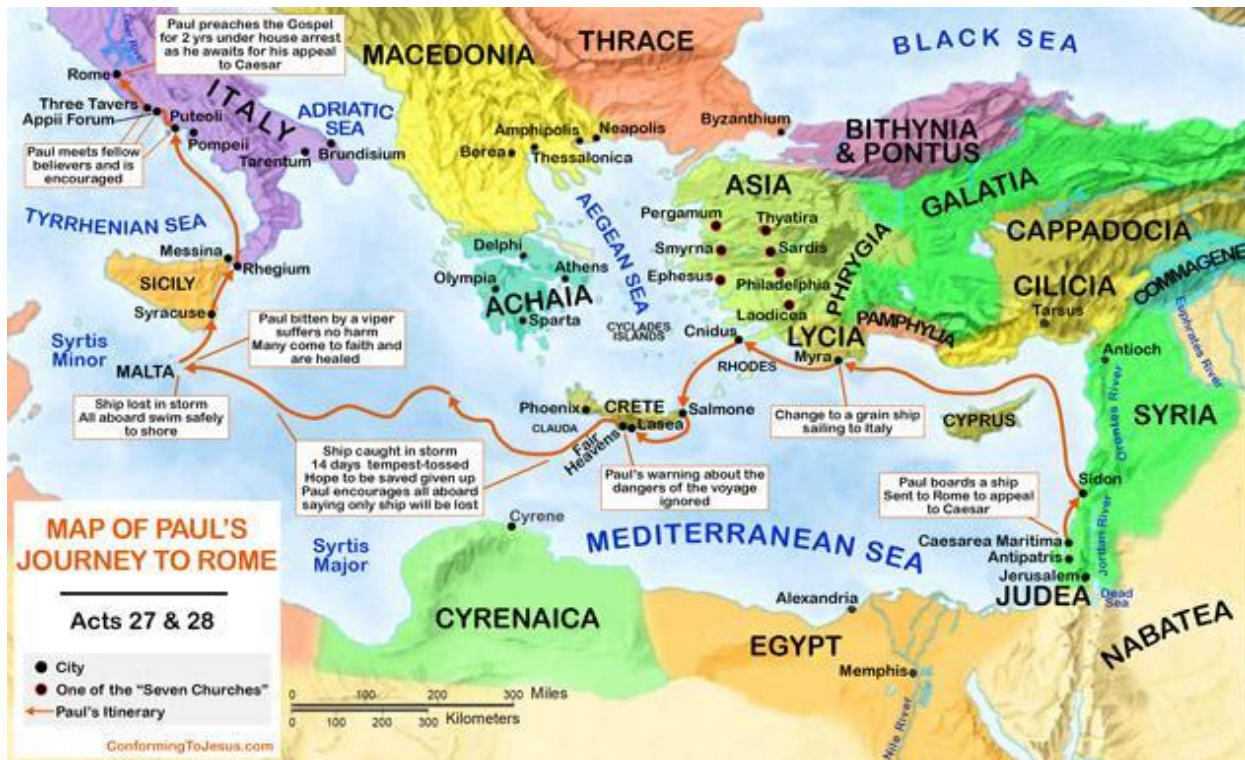 Paul preaches the Gospel
for 2 yrs under house arrest
as he awaits for his appeal
to Caesar
Rome
Three Tavers
Appii Forum
Puteoli
Pompeii
ITALY
Tarentum
Brundisium
ADRIATIC
SEA
Paul meets fellow
believers and is
encouraged
MACEDONIA
THRACE
BLACK SEA
Amphipolis
Neapolis
Berea
Thessalonica
Byzanthium
BITHYNIA
& PONTUS
ASIA
GALATIA
CAPPADOCIA
COMMAGENE
CILICIA
Tarsus
Pergamum
Thyatira
Smyrna
Sardis
Ephesus
Philadelphia
Laodicea
PHRYGIA
PAMPHYLIA
LYCIA
Myra
AEGEAN SEA
TYRRHENIAN SEA
Messina
Rhegium
SICILY
Syracuse
Delphi
Olympia
Athens
ACHAIA
Sparta
CYCLADES
ISLANDS
Cnidus
RHODES
Paul bitten by a viper
suffers no harm
Many come to faith and
are healed
Syrtis
Minor
MALTA
Ship lost in storm
All aboard swim safely
to shore
Phoenix
CRETE
CLAUDA
Lasea
Salmone
Fair
Heavens
Ship caught in storm
14 days tempest-tossed
Hope to be saved given up
Paul encourages all aboard
saying only ship will be lost
Paul's warning about the
dangers of the voyage
ignored
Change to a grain ship
sailing to Italy
CYPRUS
Antioch
Orontes River
Euphrates River
SYRIA
Sidon
Paul boards a ship
Sent to Rome to appeal
to Caesar
Caesarea Maritima
Antipatris
Jerusalem
JUDEA
Jordan River
Dead
Sea
NABATEA
MEDITERRANEAN SEA
Cyrene
Syrtis
Major
CYRENAICA
Alexandria
EGYPT
Memphis
Nile River
MAP OF PAUL'S
JOURNEY TO ROME
Acts 27 & 28
City
One of the "Seven Churches"
Paul's Itinerary
ConformingToJesus.com
0 100 200 300 Miles
0 100 200 300 Kilometers